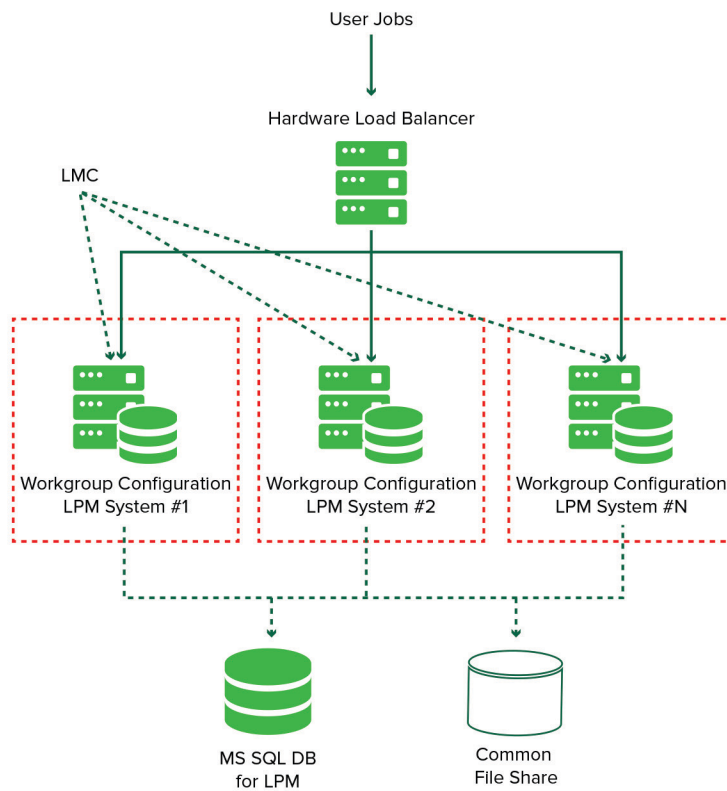 User Jobs
Hardware Load Balancer
LMC
Workgroup Configuration
LPM System #1
Workgroup Configuration
LPM System #2
Workgroup Configuration
LPM System #N
MS SQL DB
for LPM
Common
File Share